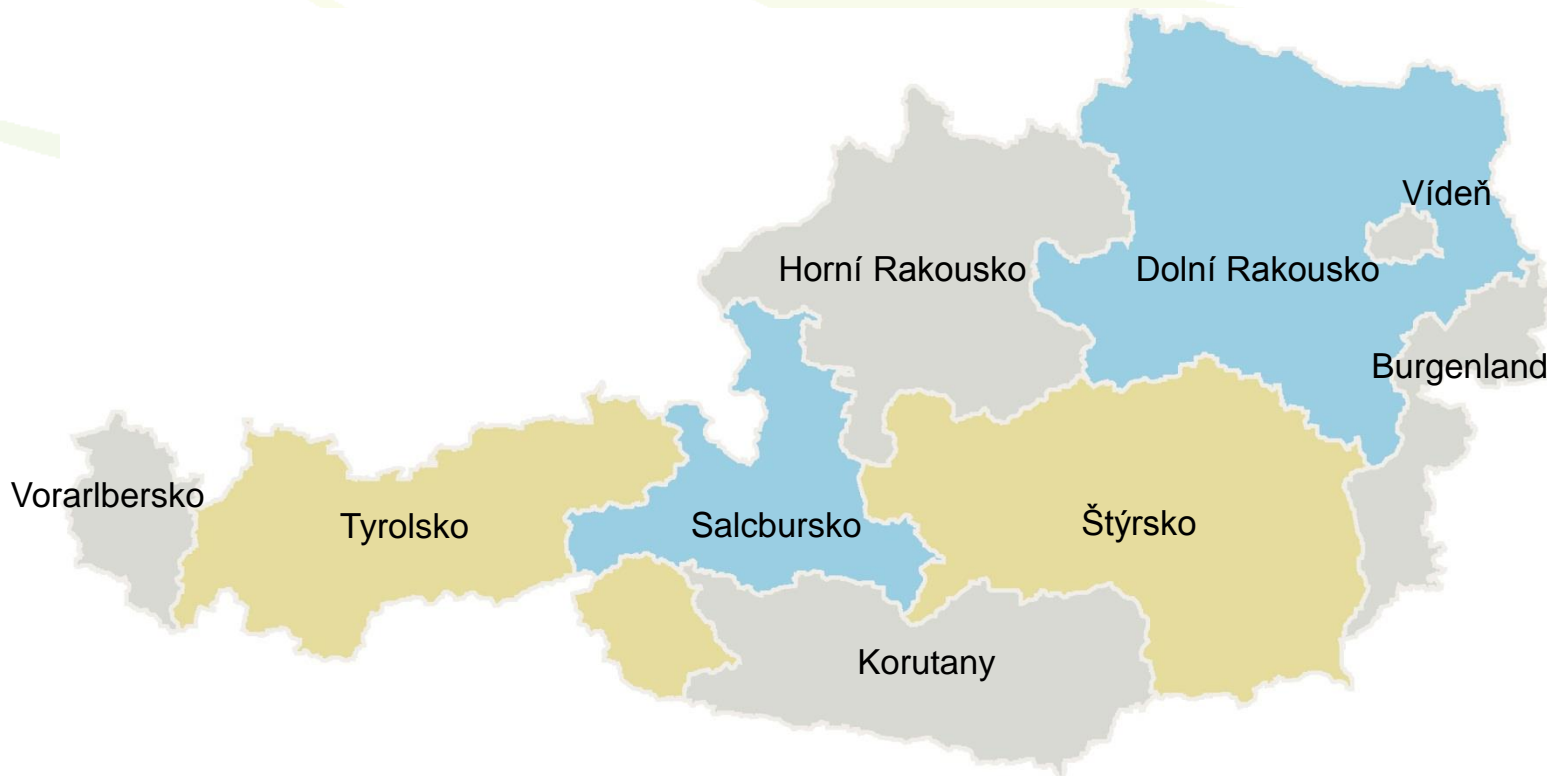 Vídeň
Horní Rakousko
Dolní Rakousko
Burgenland
Vorarlbersko
Tyrolsko
Salcbursko
Štýrsko
Korutany